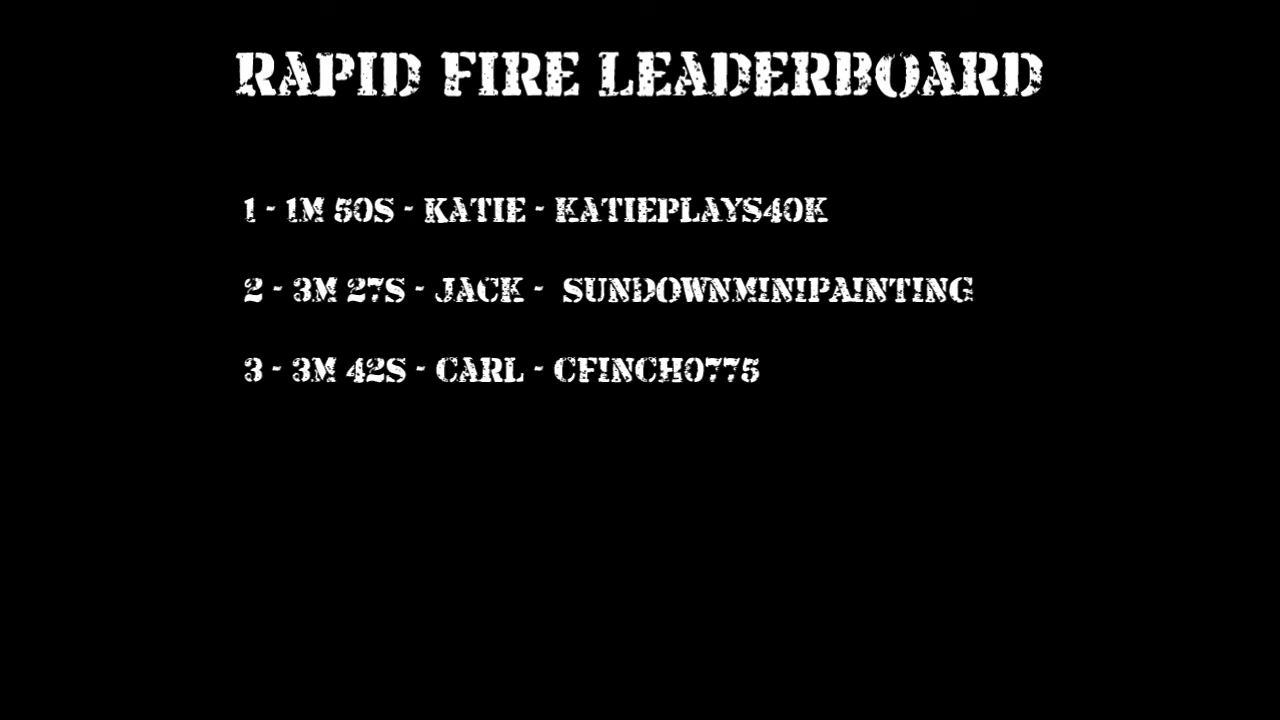 RAPID FIRE LEADERBOARD
1 - 1M 50S - KATIE - KATIEPLAYS40K
2 - 3M 27S - JACK - SUNDOWNMINIPAINTING
3 - 3M 42S - CARL - CFINCH0775